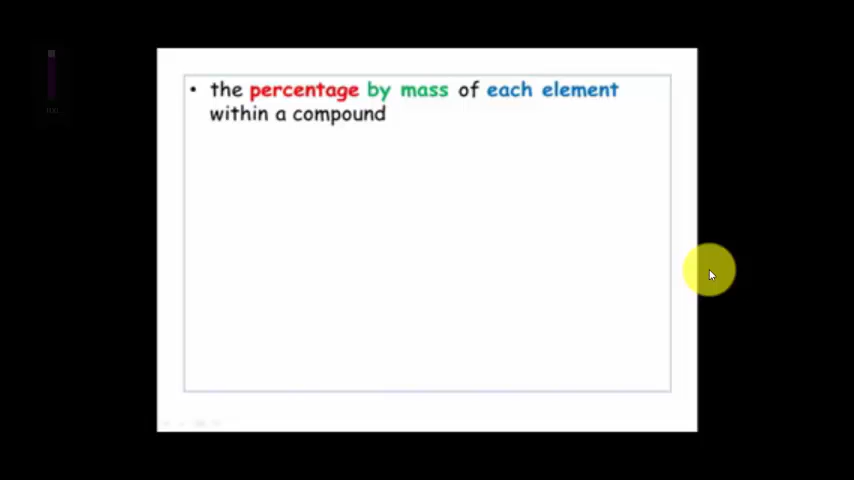 • the percentage by mass of each element
within a compound